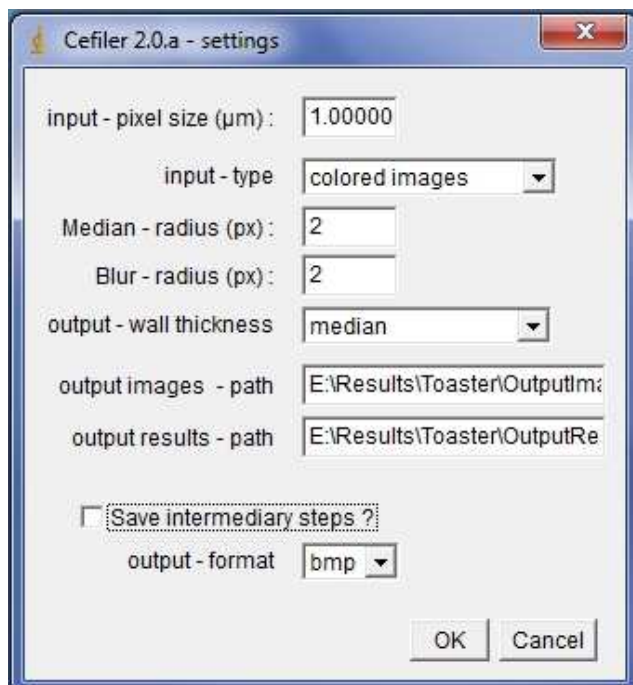 Cefiler 2.0.a - settings
input - pixel size (µm) : 1.00000
input - type colored images
Median - radius (px) : 2
Blur - radius (px) : 2
output - wall thickness median
output images - path E:\Results\Toaster\OutputIma
output results - path E:\Results\Toaster\OutputRe
Save intermediary steps ?
output - format bmp
OK Cancel